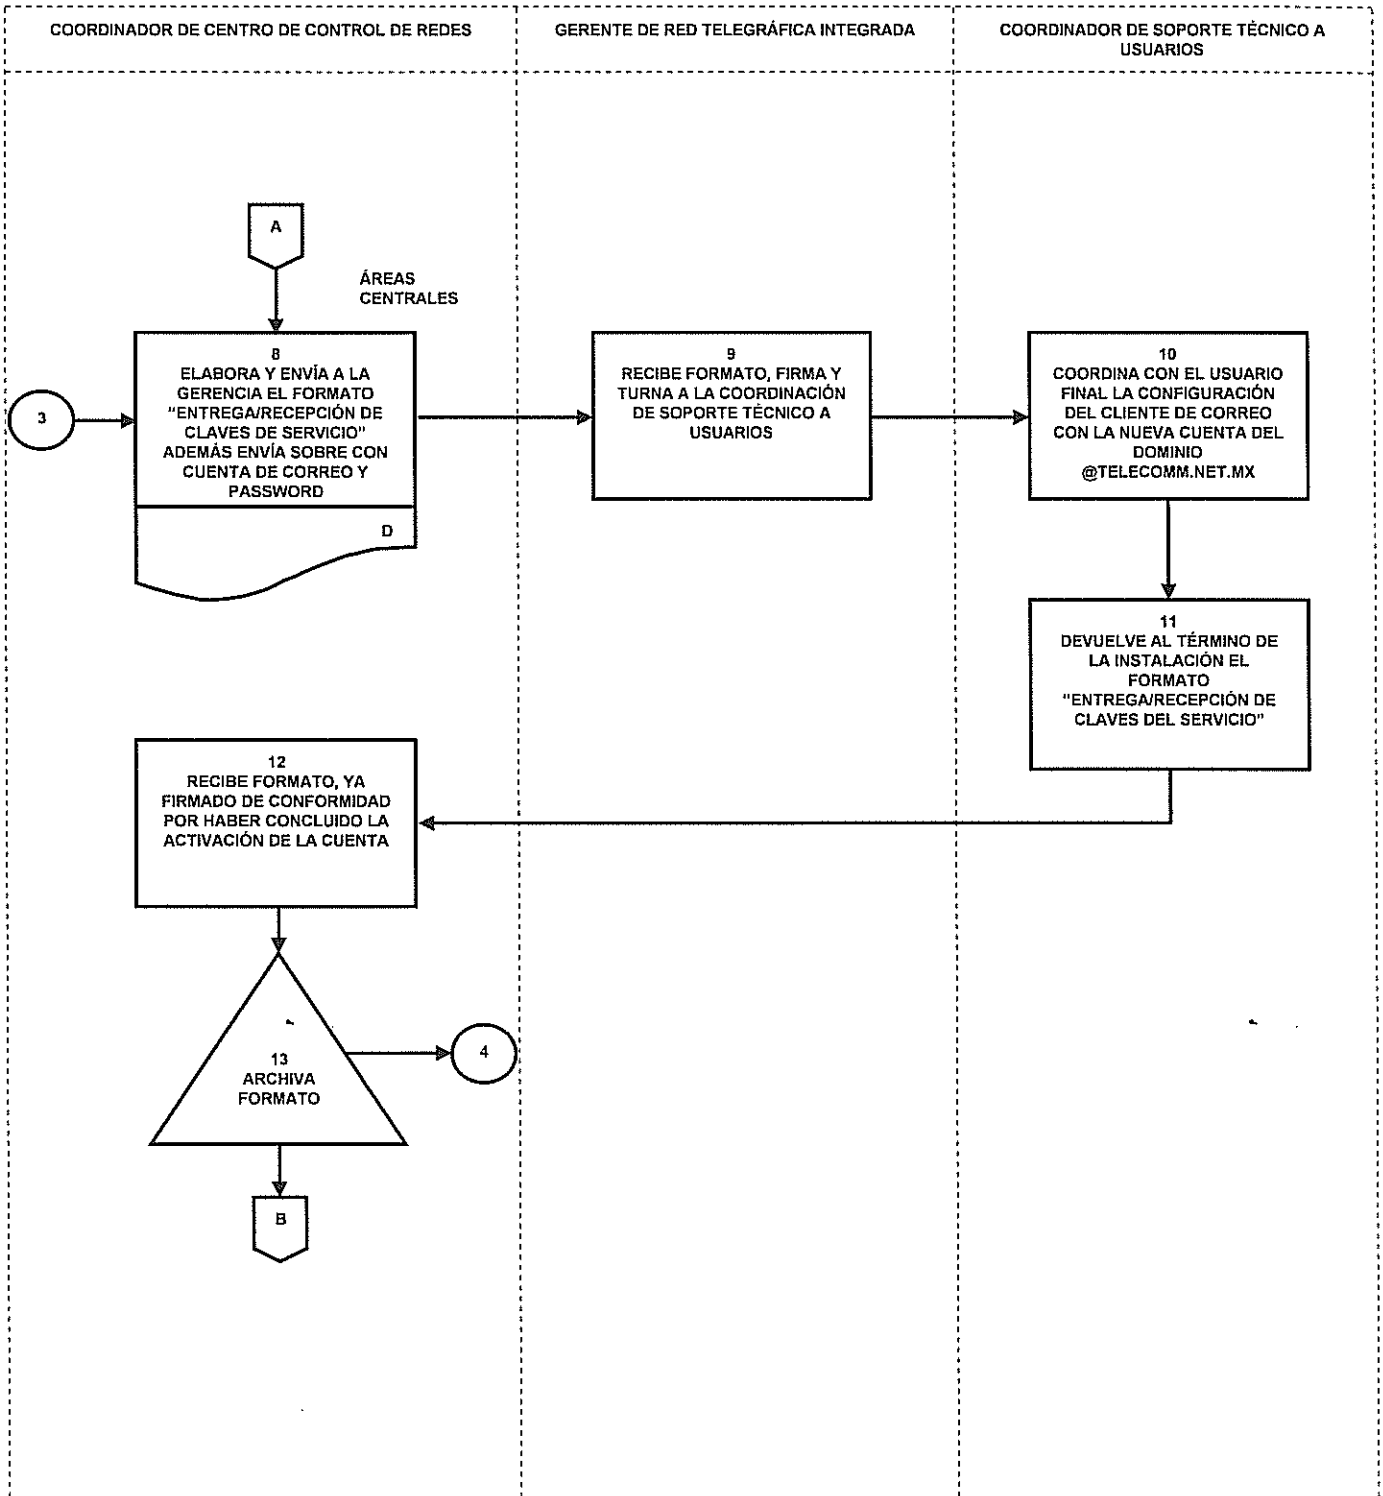 COORDINADOR DE CENTRO DE CONTROL DE REDES
GERENTE DE RED TELEGRÁFICA INTEGRADA
COORDINADOR DE SOPORTE TÉCNICO A
USUARIOS
A
ÁREAS
CENTRALES
3
8
ELABORA Y ENVÍA A LA
GERENCIA EL FORMATO
"ENTREGA/RECEPCIÓN DE
CLAVES DE SERVICIO"
ADEMÁS ENVÍA SOBRE CON
CUENTA DE CORREO Y
PASSWORD
D
9
RECIBE FORMATO, FIRMA Y
TURNA A LA COORDINACIÓN
DE SOPORTE TÉCNICO A
USUARIOS
10
COORDINA CON EL USUARIO
FINAL LA CONFIGURACIÓN
DEL CLIENTE DE CORREO
CON LA NUEVA CUENTA DEL
DOMINIO
@TELECOMM.NET.MX
11
DEVUELVE AL TÉRMINO DE
LA INSTALACIÓN EL
FORMATO
"ENTREGA/RECEPCIÓN DE
CLAVES DEL SERVICIO"
12
RECIBE FORMATO, YA
FIRMADO DE CONFORMIDAD
POR HABER CONCLUIDO LA
ACTIVACIÓN DE LA CUENTA
13
ARCHIVA
FORMATO
4
B